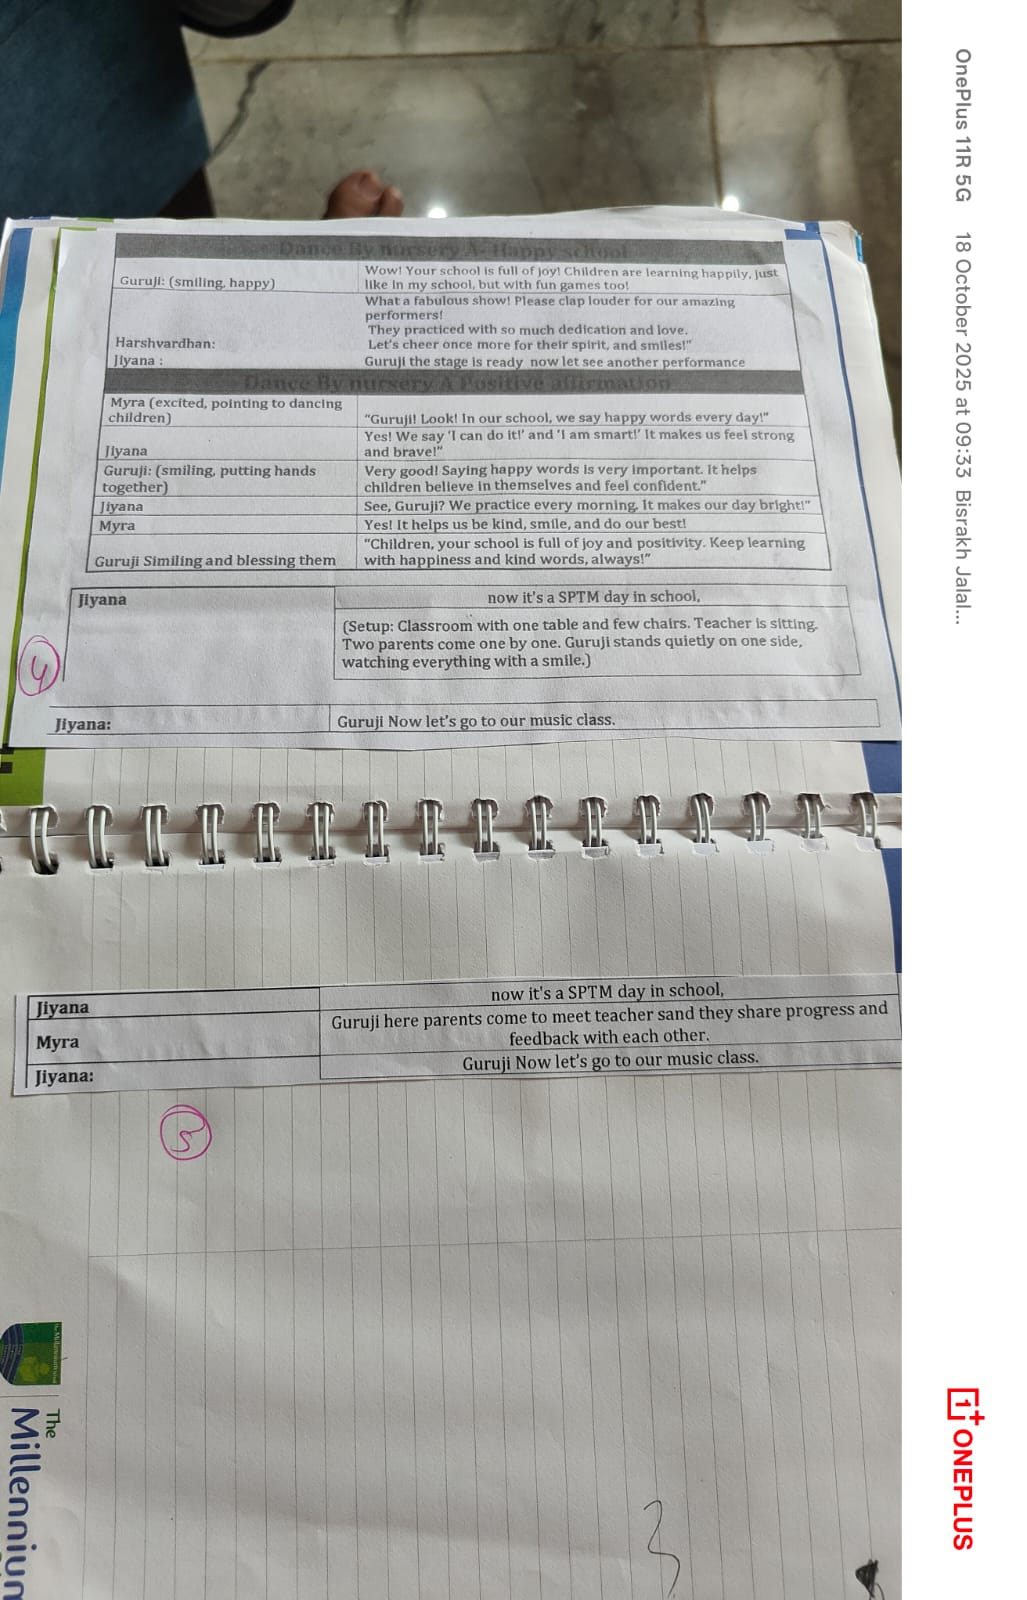 Dance By nursery A- Happy school
Guruji: (smiling, happy)
Wow! Your school is full of joy! Children are learning happily, just
like in my school, but with fun games too!
Harshvardhan:
What a fabulous show! Please clap louder for our amazing
performers!
They practiced with so much dedication and love.
Let's cheer once more for their spirit, and smiles!"
Jiyana :
Guruji the stage is ready now let see another performance
Dance By nursery A Positive affirmation
Myra (excited, pointing to dancing
children)
"Guruji! Look! In our school, we say happy words every day!"
Jiyana
Yes! We say 'I can do it!' and 'I am smart!' It makes us feel strong
and brave!"
Guruji: (smiling, putting hands
together)
Very good! Saying happy words is very important. It helps
children believe in themselves and feel confident."
Jiyana
See, Guruji? We practice every morning. It makes our day bright!"
Myra
Yes! It helps us be kind, smile, and do our best!
Guruji Similing and blessing them
"Children, your school is full of joy and positivity. Keep learning
with happiness and kind words, always!"
Jiyana
now it's a SPTM day in school,
(Setup: Classroom with one table and few chairs. Teacher is sitting.
Two parents come one by one. Guruji stands quietly on one side,
watching everything with a smile.)
4
Jiyana:
Guruji Now let's go to our music class.
Jiyana
now it's a SPTM day in school,
Myra
Guruji here parents come to meet teacher sand they share progress and
feedback with each other.
Jiyana:
Guruji Now let's go to our music class.
The
Millennium
OnePlus 11R 5G 18 October 2025 at 09:33 Bisrakh Jalal...
ONEPLUS